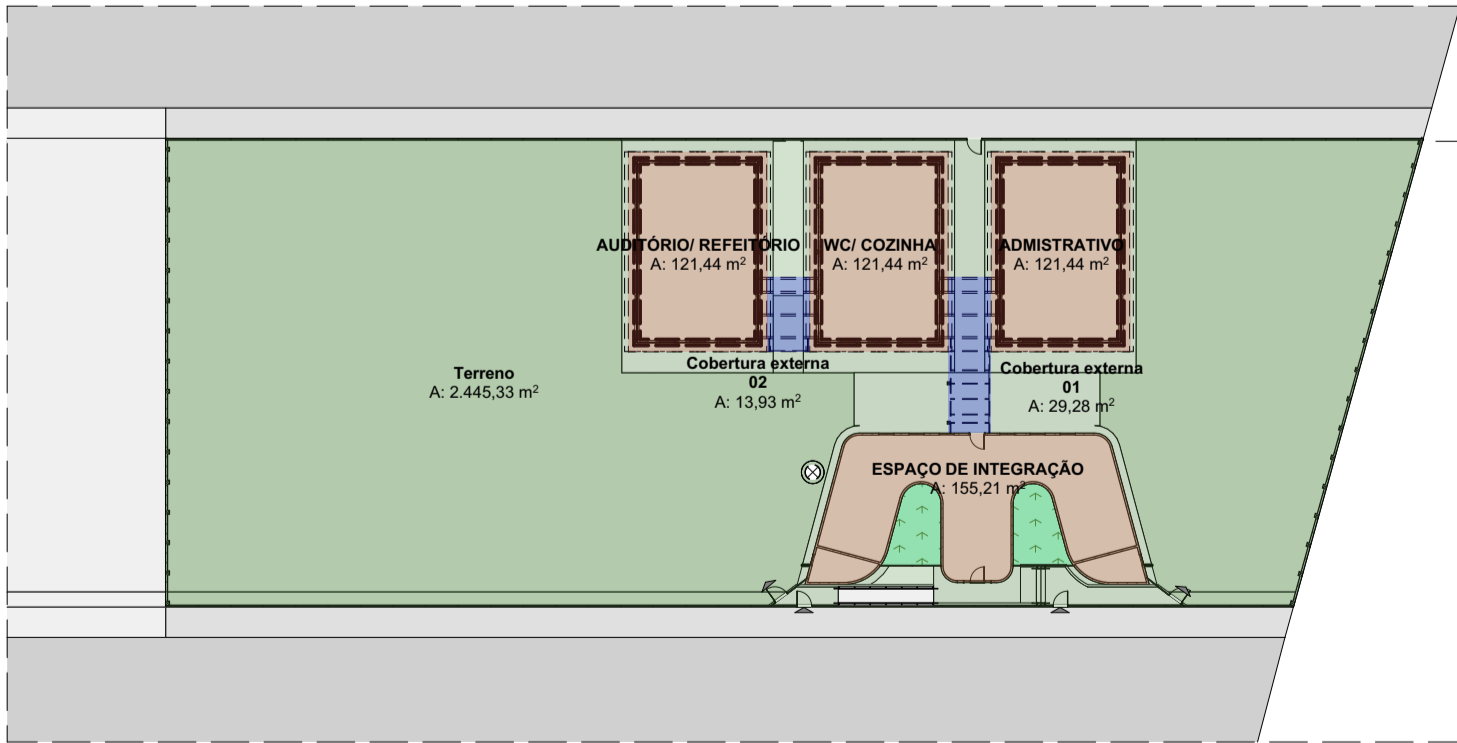 AUDITÓRIO/ REFEITÓRIO
A: 121,44 m²
WC/ COZINHA
A: 121,44 m²
ADMISTRATIVO
A: 121,44 m²
Terreno
A: 2.445,33 m²
Cobertura externa
02
A: 13,93 m²
Cobertura externa
01
A: 29,28 m²
ESPAÇO DE INTEGRAÇÃO
A: 155,21 m²